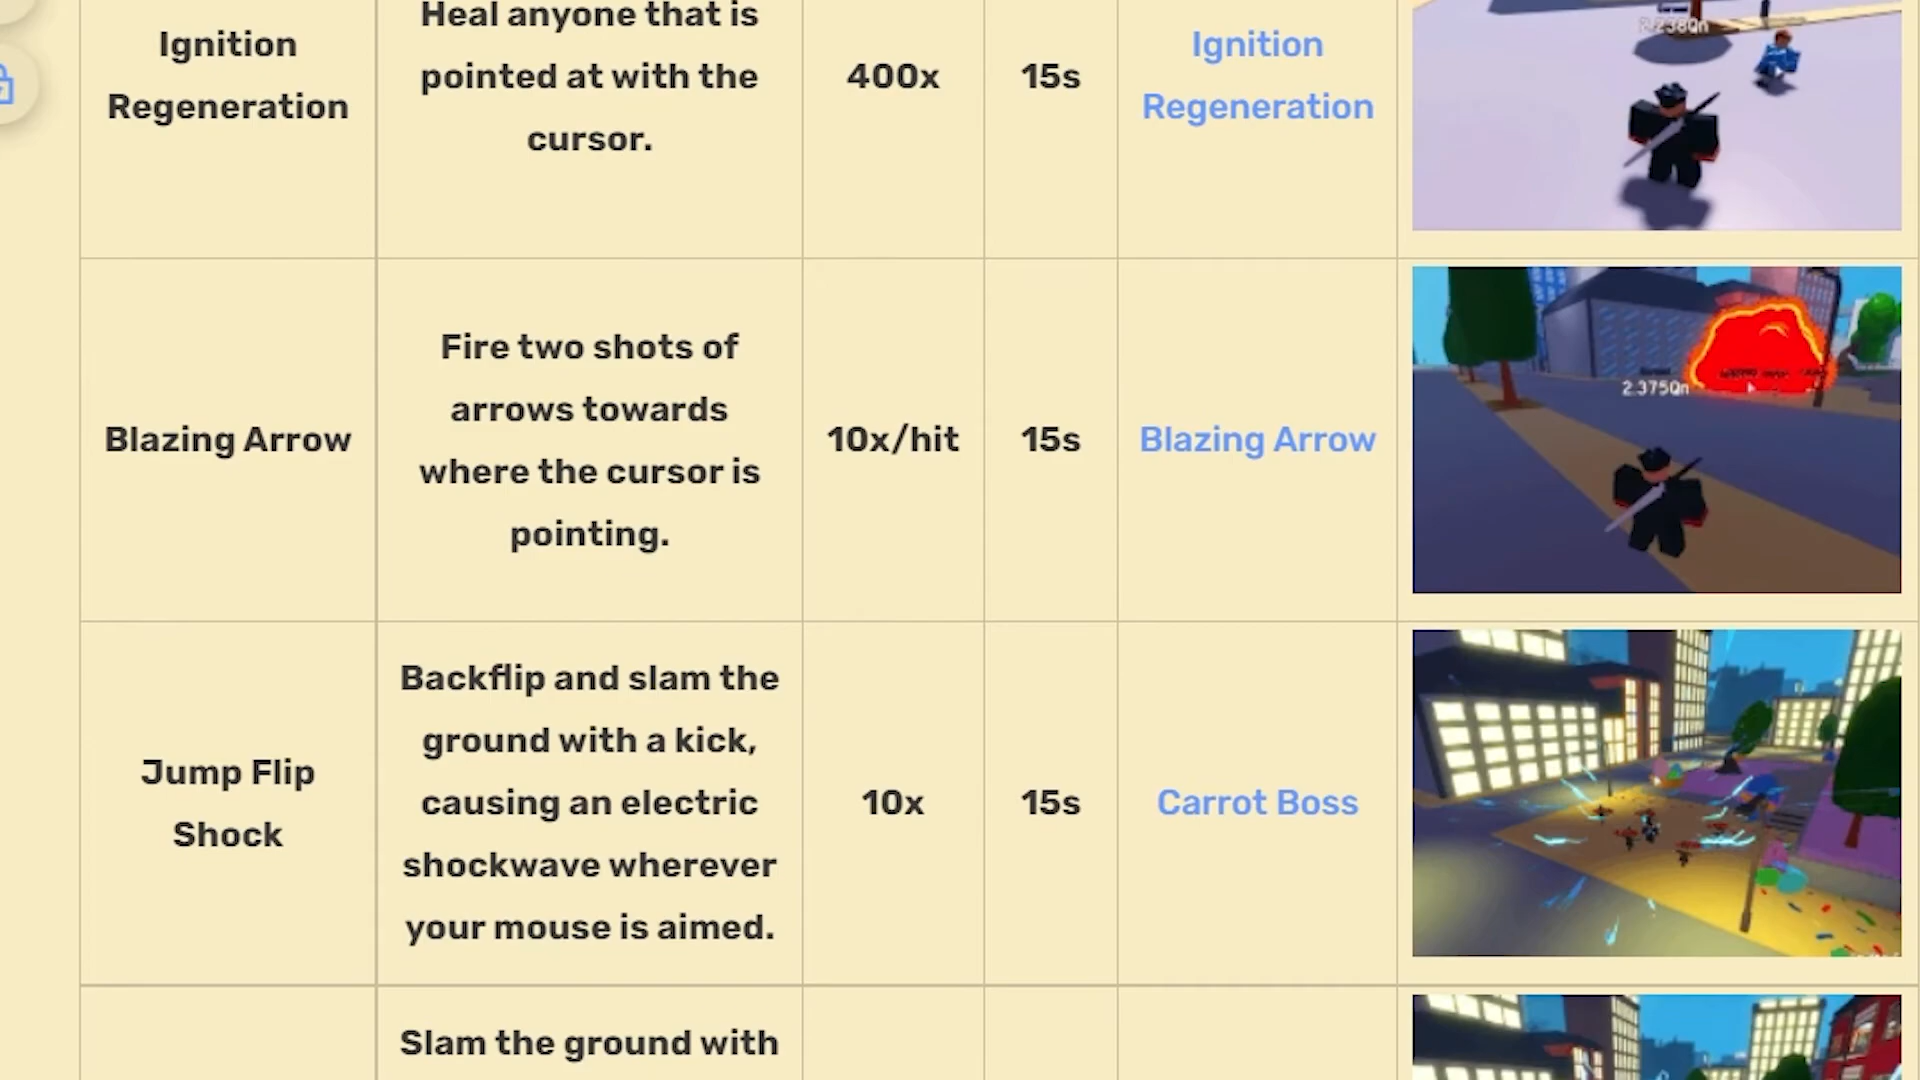 Ignition
Regeneration
Heal anyone that is
pointed at with the
cursor.
400x
15s
Ignition
Regeneration
2.238Qn
Blazing Arrow
Fire two shots of
arrows towards
where the cursor is
pointing.
10x/hit
15s
Blazing Arrow
2.375Qn
Jump Flip
Shock
Backflip and slam the
ground with a kick,
causing an electric
shockwave wherever
your mouse is aimed.
10x
15s
Carrot Boss
Slam the ground with